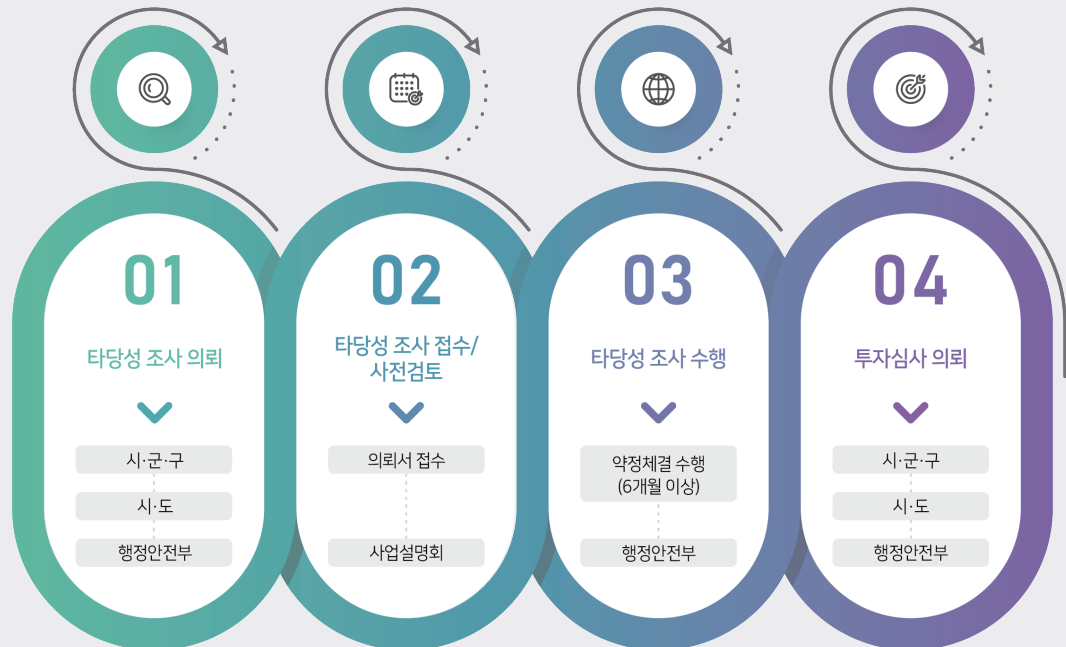 01
타당성 조사 의뢰
시·군·구
시·도
행정안전부
02
타당성 조사 접수/
사전검토
의뢰서 접수
사업설명회
03
타당성 조사 수행
약정체결 수행
(6개월 이상)
행정안전부
04
투자심사 의뢰
시·군·구
시·도
행정안전부